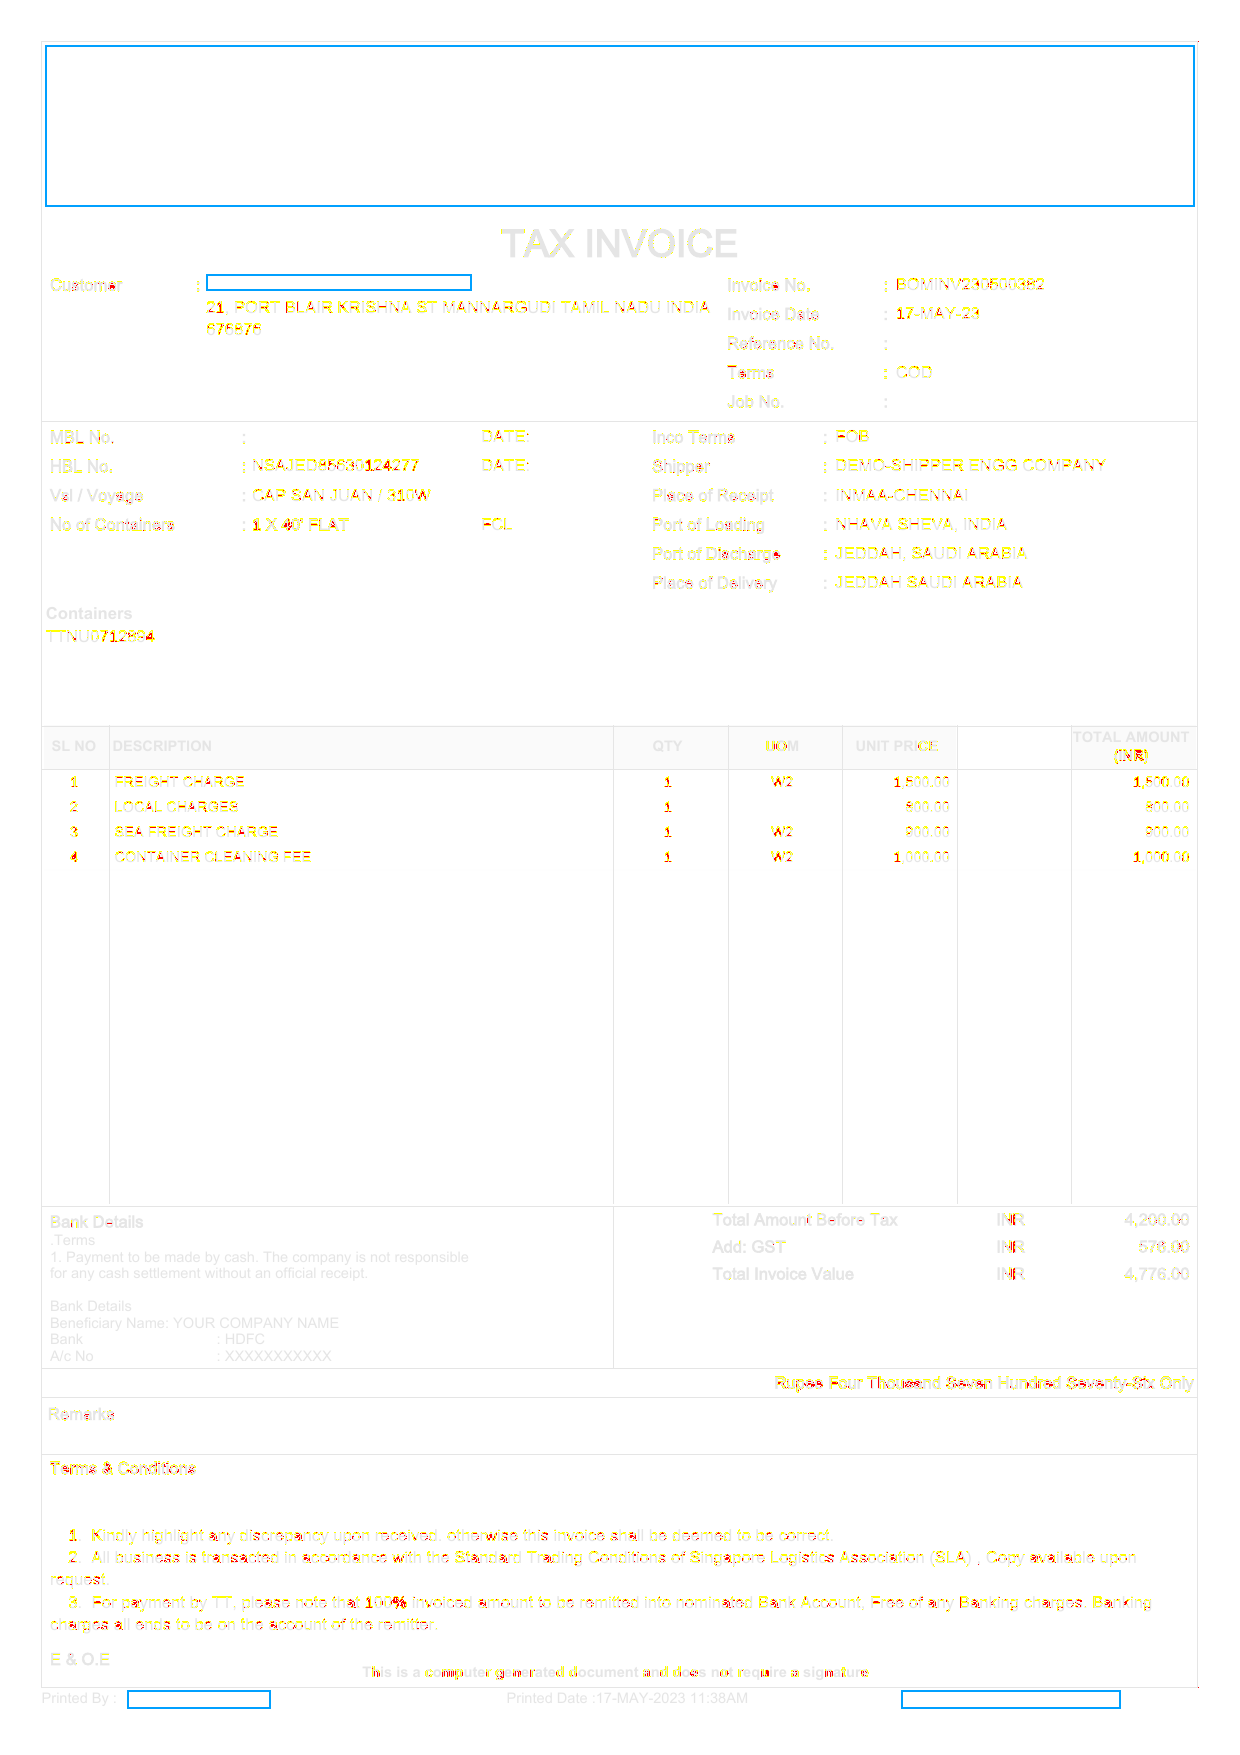 TAX INVOICE
Customer :
21, PORT BLAIR KRISHNA ST MANNARGUDI TAMIL NADU INDIA
Invoice No. :
Invoice Date : 17-MAY-23
Reference No. :
Terms : COD
Job No. :
MBL No. : DATE:
HBL No. : DATE:
Vsl / Voyage : CAP SAN JUAN / 310W
No of Containers : 1 X 40' FLAT FCL
Inco Terms : FOB
Shipper : DEMO-SHIPPER ENGG COMPANY
Place of Receipt : INMAA-CHENNAI
Port of Loading : NHAVA SHEVA, INDIA
Port of Discharge : JEDDAH, SAUDI ARABIA
Place of Delivery : JEDDAH SAUDI ARABIA
Containers
SL NO DESCRIPTION QTY UOM UNIT PRICE TOTAL AMOUNT
(INR)
1 FREIGHT CHARGE 1 W2 1,500.00 1,500.00
2 LOCAL CHARGES 1 800.00 800.00
3 SEA FREIGHT CHARGE 1 W2 900.00 900.00
4 CONTAINER CLEANING FEE 1 W2 1,000.00 1,000.00
Bank Details
.Terms
1. Payment to be made by cash. The company is not responsible
for any cash settlement without an official receipt.
Bank Details
Beneficiary Name: YOUR COMPANY NAME
Bank : HDFC
A/c No : XXXXXXXXXXX
Total Amount Before Tax INR 4,200.00
Add: GST INR 576.00
Total Invoice Value INR 4,776.00
Rupee Four Thousand Seven Hundred Seventy-Six Only
Remarks
Terms & Conditions
1. Kindly highlight any discrepancy upon received. otherwise this invoice shall be deemed to be correct.
2. All business is transacted in accordance with the Standard Trading Conditions of Singapore Logistics Association (SLA) , Copy available upon
request.
3. For payment by TT, please note that 100% invoiced amount to be remitted into nominated Bank Account, Free of any Banking charges. Banking
charges all ends to be on the account of the remitter.
E & O.E
This is a computer generated document and does not require a signature
Printed By : Printed Date :17-MAY-2023 11:38AM